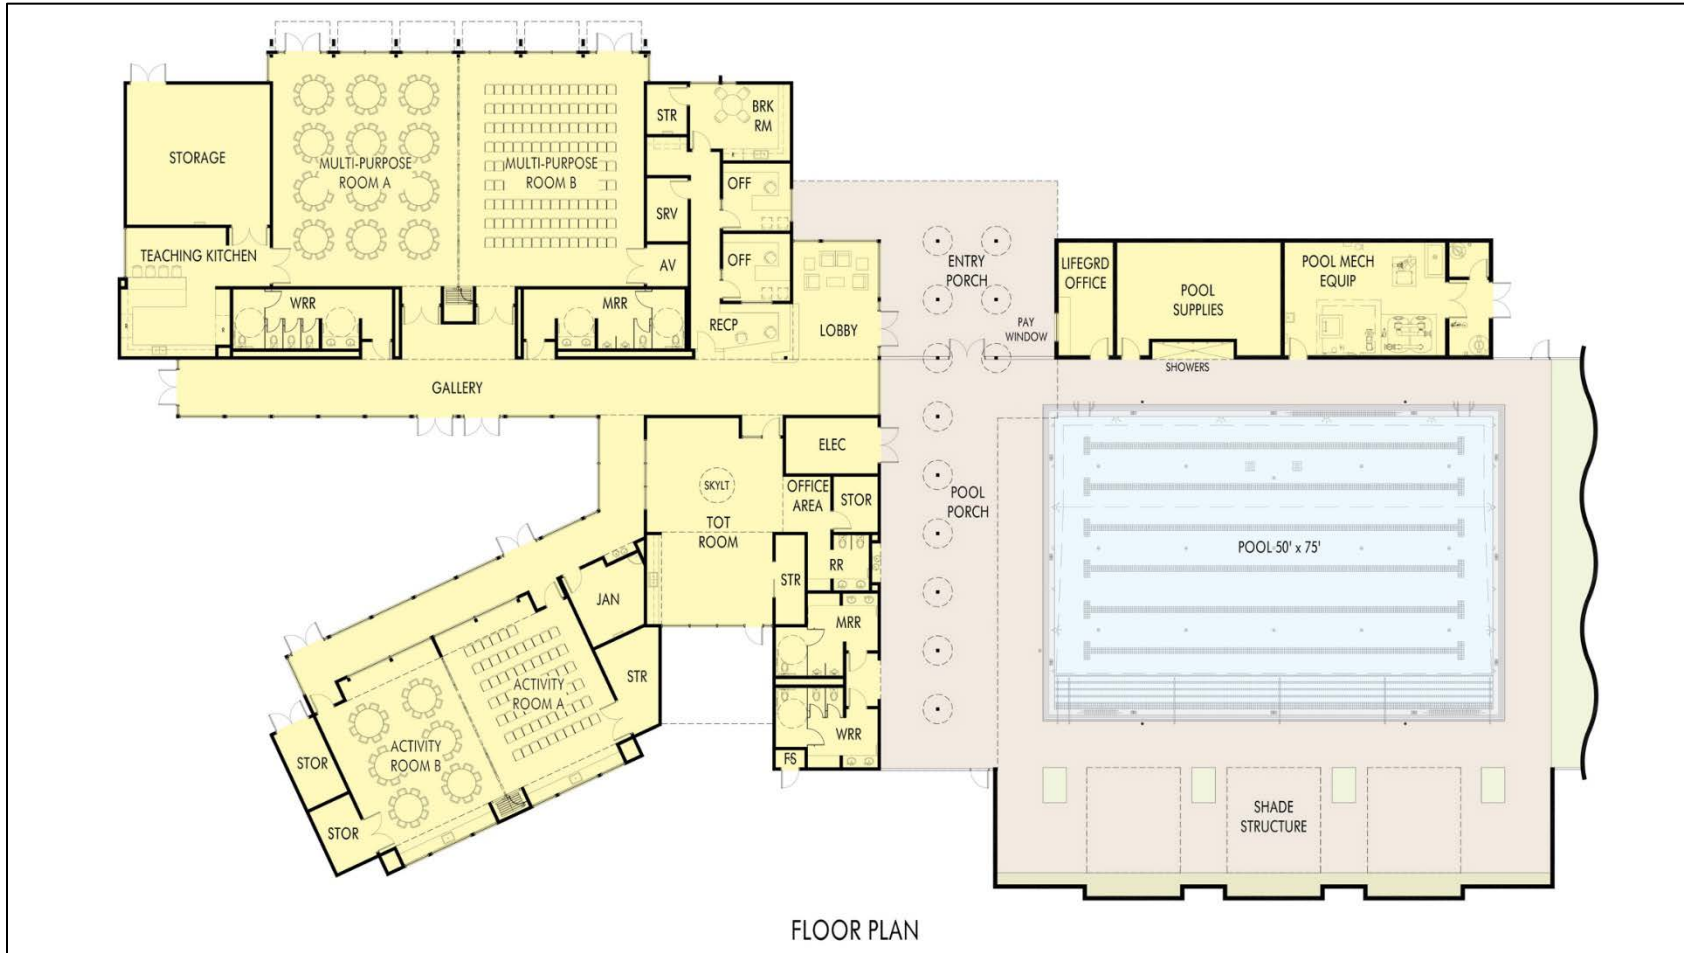 STORAGE
MULTI-PURPOSE
ROOM A
MULTI-PURPOSE
ROOM B
STR
BRK
RM
OFF
SRV
OFF
AV
TEACHING KITCHEN
WRR
MRR
RECP
LOBBY
ENTRY
PORCH
PAY
WINDOW
LIFEGRD
OFFICE
POOL
SUPPLIES
POOL MECH
EQUIP
SHOWERS
GALLERY
ELEC
SKYLT
TOT
ROOM
OFFICE
AREA
STOR
POOL
PORCH
POOL-50' x 75'
RR
STR
JAN
MRR
STR
ACTIVITY
ROOM A
ACTIVITY
ROOM B
WRR
FS
STOR
STOR
SHADE
STRUCTURE
FLOOR PLAN